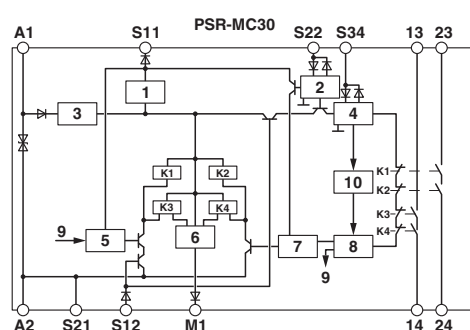 PSR-MC30
A1 S11 S22 S34 13 23
1
2
3
4
K1 K2
K1
10
K2
K3 K4
K3
9
5
6
7
8
K4
9
A2 S21 S12 M1 14 24